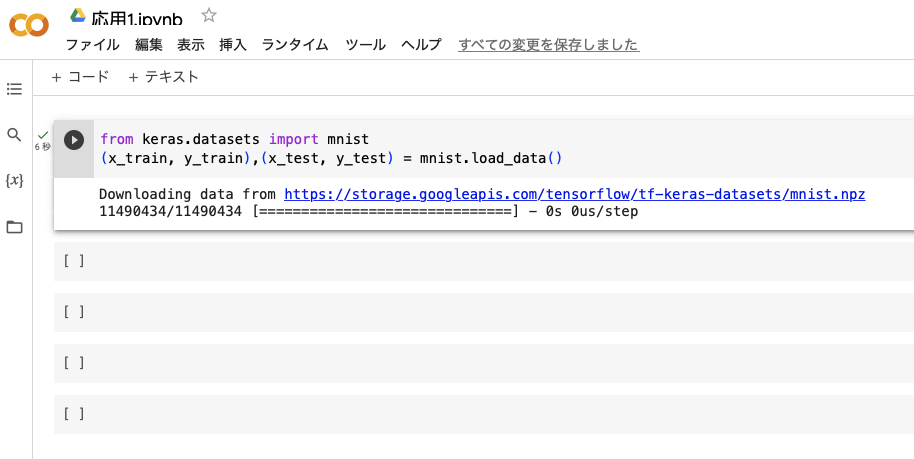 応用1.ipynb
ファイル 編集 表示 挿入 ランタイム ツール ヘルプ すべての変更を保存しました
+ コード + テキスト
6 秒
from keras.datasets import mnist
(x_train, y_train),(x_test, y_test) = mnist.load_data()
{x}
Downloading data from https://storage.googleapis.com/tensorflow/tf-keras-datasets/mnist.npz
11490434/11490434 [==============================] - 0s 0us/step
[ ]
[ ]
[ ]
[ ]